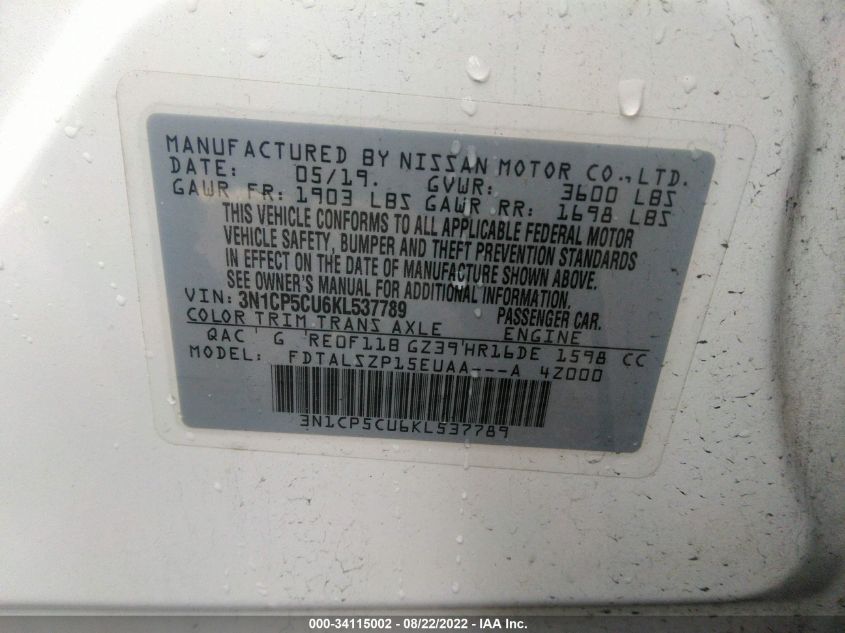 MANUFACTURED BY NISSAN MOTOR CO., LTD.
DATE: 05/19. GVWR: 3600 LBS
GAWR FR: 1903 LBS GAWR RR: 1698 LBS
THIS VEHICLE CONFORMS TO ALL APPLICABLE FEDERAL MOTOR
VEHICLE SAFETY, BUMPER AND THEFT PREVENTION STANDARDS
IN EFFECT ON THE DATE OF MANUFACTURE SHOWN ABOVE.
SEE OWNER'S MANUAL FOR ADDITIONAL INFORMATION.
VIN: 3N1CP5CU6KL537789 PASSENGER CAR.
COLOR TRIM TRANS AXLE ENGINE
QAC ' G 'RE0F11B GZ39'HR16DE 1598 CC
MODEL: FDTALSZP15EUAA---A 4Z000
3N1CP5CU6KL537789
000-34115002 - 08/22/2022 - IAA Inc.